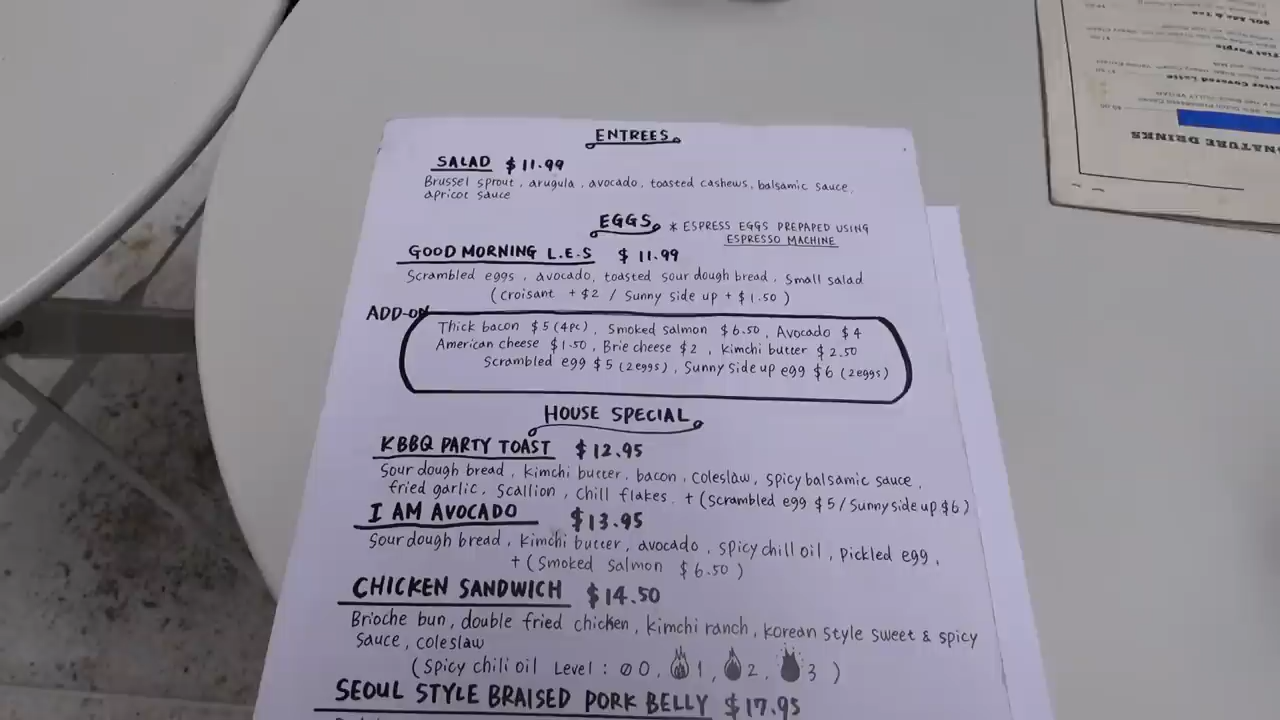 ENTREES
SALAD $11.99
Brussel sprout, arugula, avocado, toasted cashews, balsamic sauce,
apricot sauce
EGGS * ESPRESS EGGS PREPAPED USING
ESPRESSO MACHINE
GOOD MORNING L.E.S $11.99
Scrambled eggs, avocado, toasted sour dough bread, Small salad
(croisant +$2 / Sunny side up +$1.50)
ADD-ON
Thick bacon $5 (4pc), Smoked salmon $6.50, Avocado $4
American cheese $1.50, Brie cheese $2, Kimchi butter $2.50
Scrambled egg $5 (2eggs), Sunny side up egg $6 (2eggs)
HOUSE SPECIAL
KBBQ PARTY TOAST $12.95
Sour dough bread, kimchi butter, bacon, coleslaw, spicy balsamic sauce,
fried garlic, Scallion, chill flakes. +(Scrambled egg $5/Sunny side up $6)
I AM AVOCADO $13.95
Sour dough bread, kimchi butter, avocado, spicy chill oil, pickled egg,
+(Smoked salmon $6.50)
CHICKEN SANDWICH $14.50
Brioche bun, double fried chicken, kimchi ranch, korean style sweet & spicy
sauce, coleslaw
(Spicy chili oil Level: 0, 1, 2, 3)
SEOUL STYLE BRAISED PORK BELLY $17.95
NATURE DRINKS